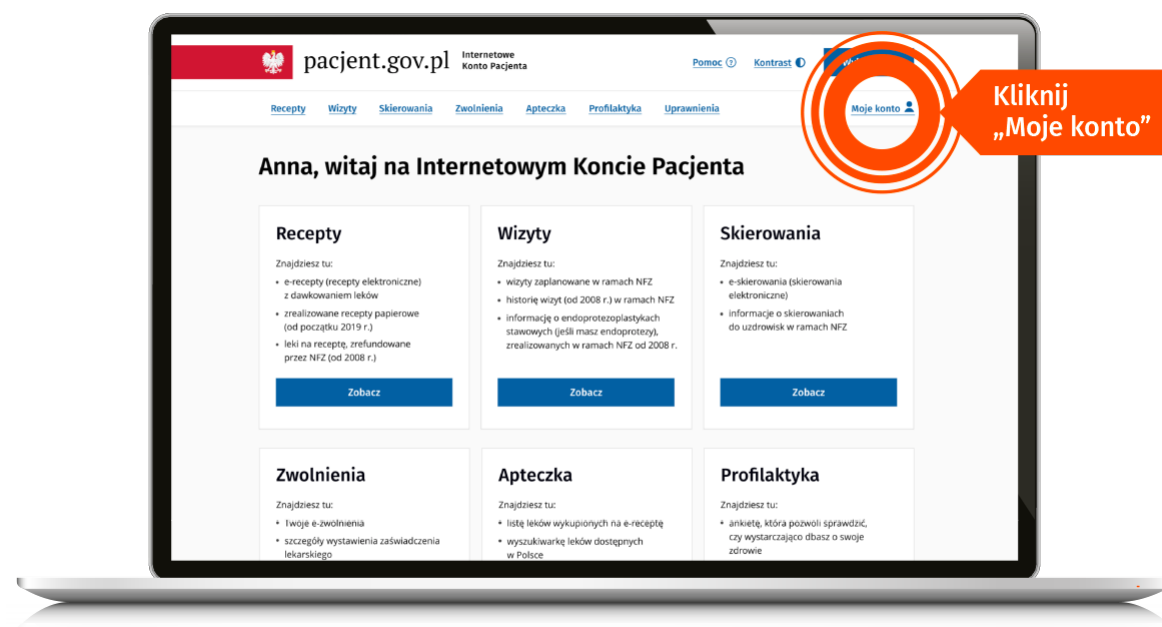 pacjent.gov.pl
Internetowe
Konto Pacjenta
Pomoc
Kontrast
Recepty Wizyty Skierowania Zwolnienia Apteczka Profilaktyka Uprawnienia Moje konto
Kliknij
„Moje konto”
Anna, witaj na Internetowym Koncie Pacjenta
Recepty
Znajdziesz tu:
• e-recepty (recepty elektroniczne)
z dawkowaniem leków
• zrealizowane recepty papierowe
(od początku 2019 r.)
• leki na receptę, zrefundowane
przez NFZ (od 2008 r.)
Zobacz
Wizyty
Znajdziesz tu:
• wizyty zaplanowane w ramach NFZ
• historię wizyt (od 2008 r.) w ramach NFZ
• informację o endoprotezoplastykach
stawowych (jeśli masz endoprotezy),
zrealizowanych w ramach NFZ od 2008 r.
Zobacz
Skierowania
Znajdziesz tu:
• e-skierowania (skierowania
elektroniczne)
• informacje o skierowaniach
do uzdrowisk w ramach NFZ
Zobacz
Zwolnienia
Znajdziesz tu:
• Twoje e-zwolnienia
• szczegóły wystawienia zaświadczenia
lekarskiego
Apteczka
Znajdziesz tu:
• listę leków wykupionych na e-receptę
• wyszukiwarkę leków dostępnych
w Polsce
Profilaktyka
Znajdziesz tu:
• ankietę, która pozwoli sprawdzić,
czy wystarczająco dbasz o swoje
zdrowie